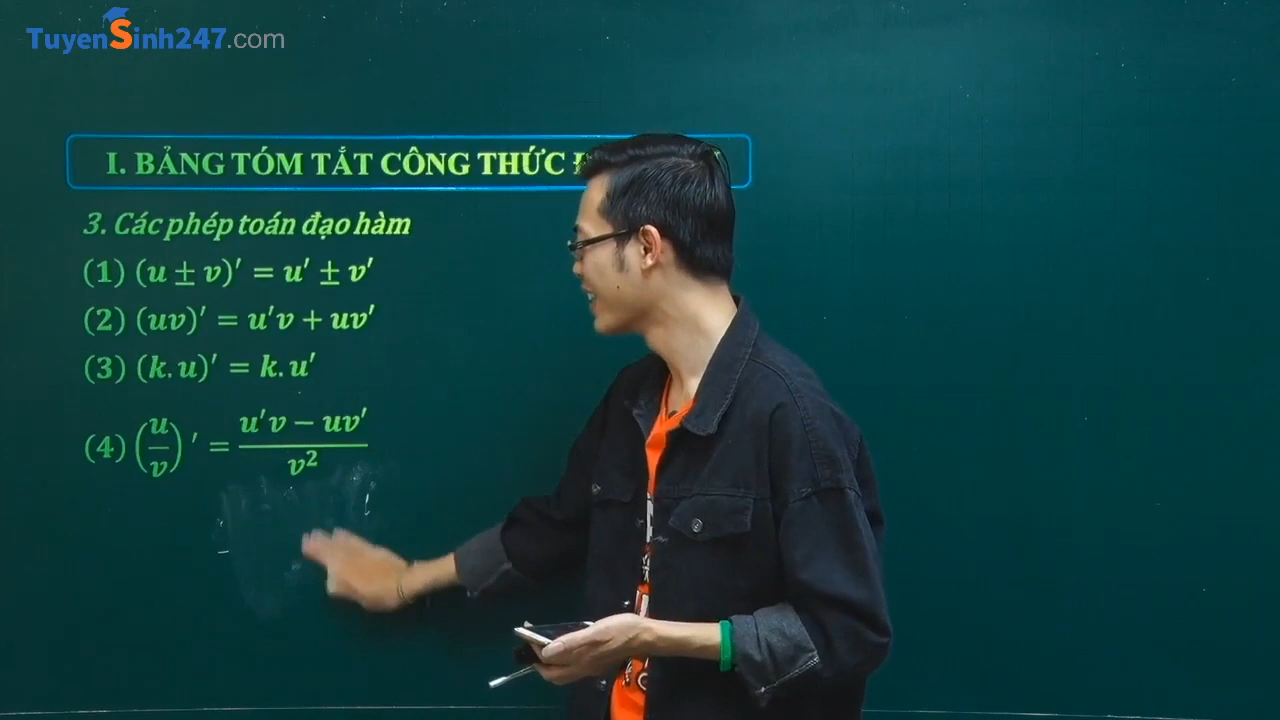 TuyenSinh247.com
I. BẢNG TÓM TẮT CÔNG THỨC
3. Các phép toán đạo hàm
(1) (u ± v)′ = u′ ± v′
(2) (uv)′ = u′v + uv′
(3) (k.u)′ = k.u′
(4) (u/v)′ = (u′v − uv′)/v²